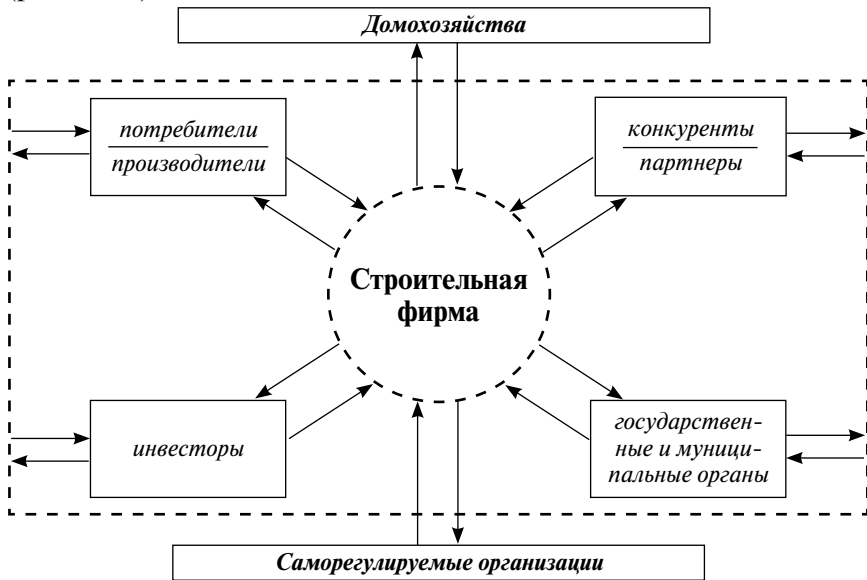 Домохозяйства
потребители
производители
конкуренты
партнеры
Строительная
фирма
инвесторы
государствен-
ные и муници-
пальные органы
Саморегулируемые организации